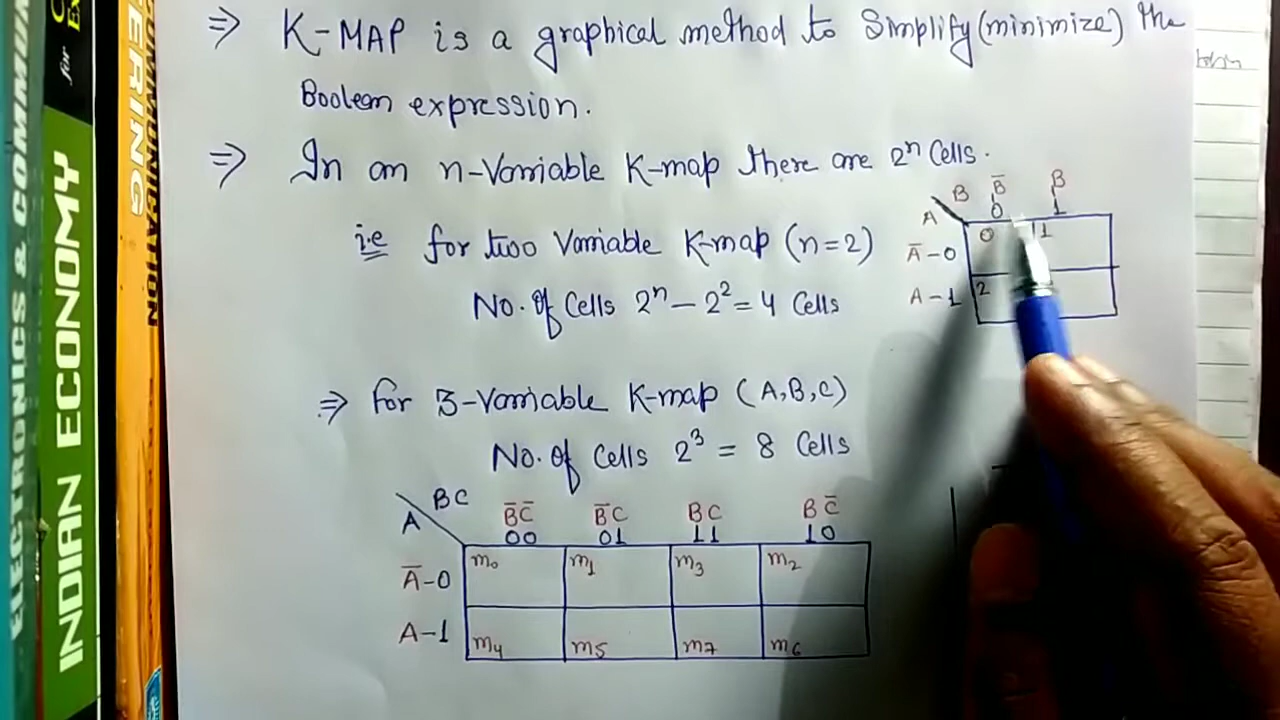 ⇒ K-MAP is a graphical method to Simplify (minimize) the
Boolean expression.
⇒ In an n-Variable K-map there are 2ⁿ Cells.
i.e for two Variable K-map (n=2)
No. of Cells 2ⁿ – 2² = 4 Cells
B B̅ B
A 0 1
A̅-0 0 1
A-1 2
⇒ for 3-Variable K-map (A,B,C)
No. of Cells 2³ = 8 Cells
BC B̅C̅ B̅C BC BC̅
A 00 01 11 10
A̅-0 m₀ m₁ m₃ m₂
A-1 m₄ m₅ m₇ m₆
INDIAN ECONOMY
ELECTRONICS & COMMUN
COMMUNICATION
ERING
for